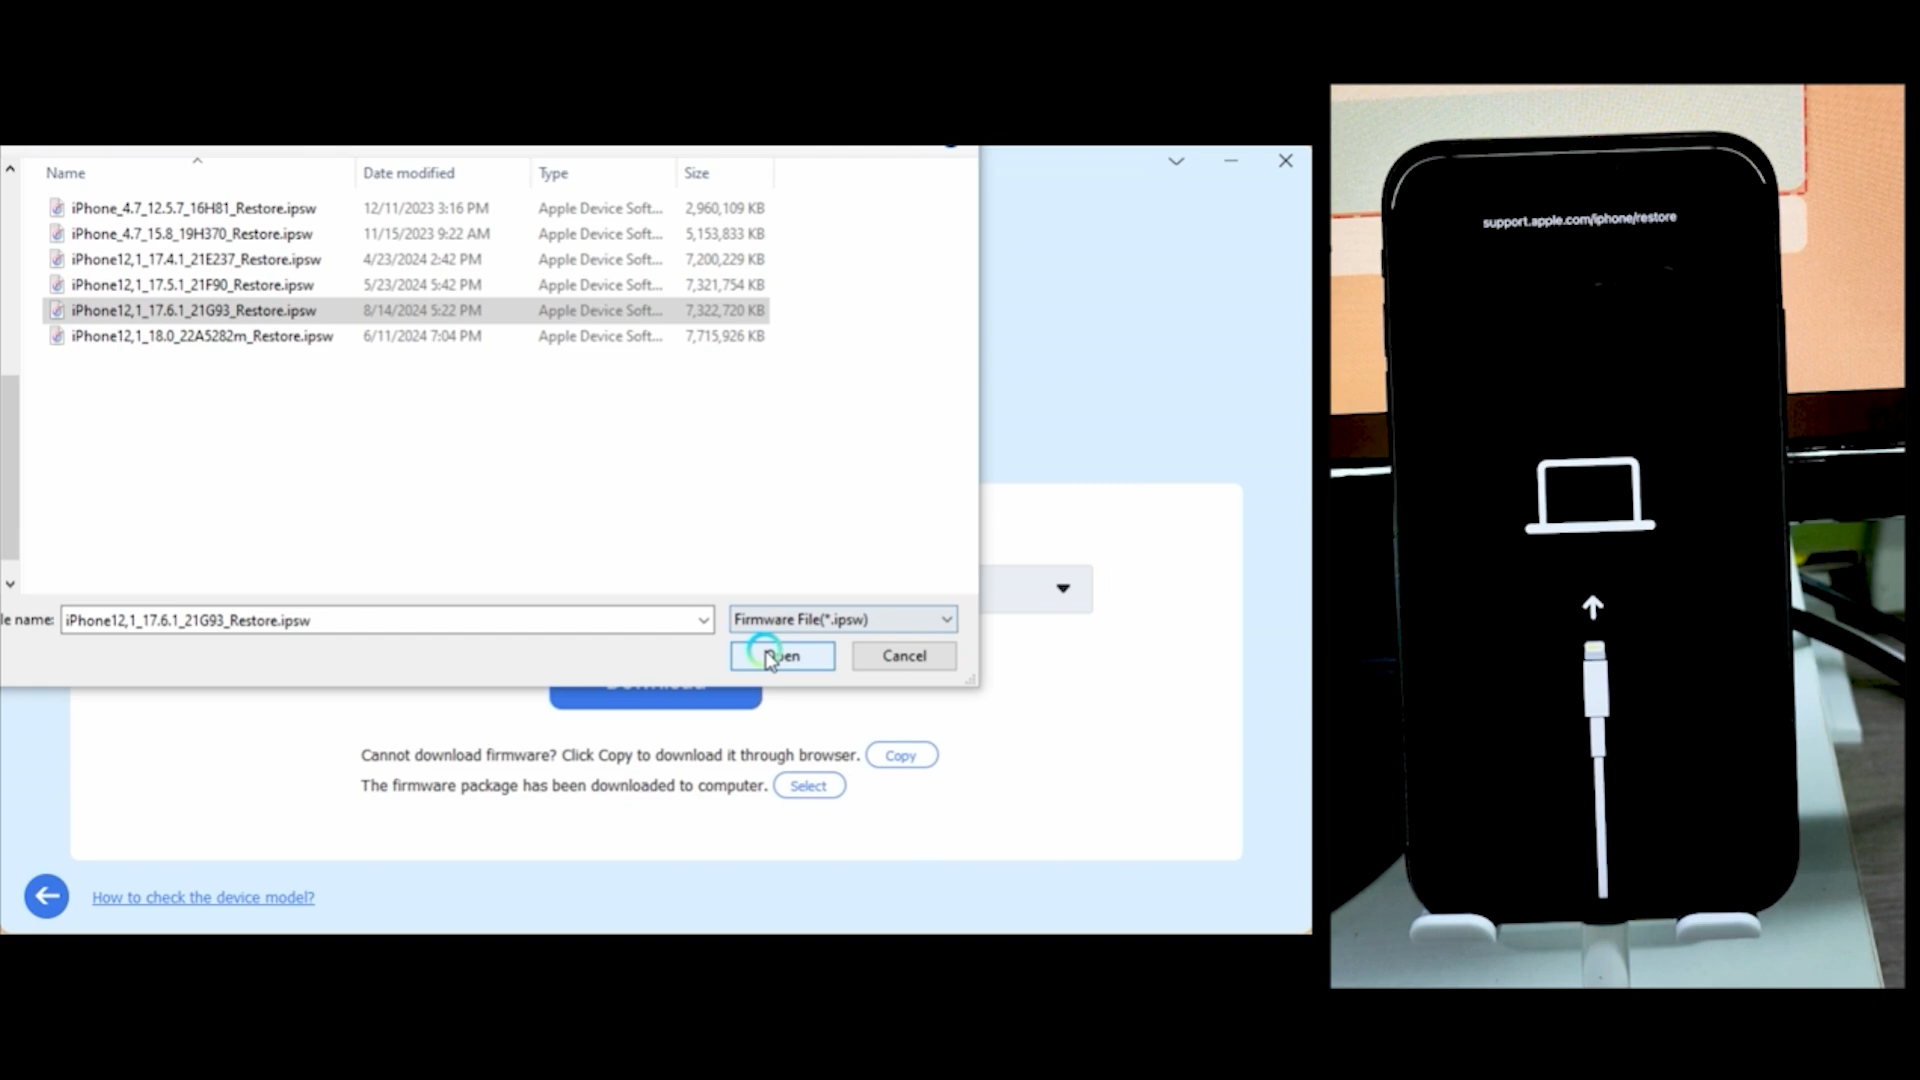 Name Date modified Type Size
iPhone_4.7_12.5.7_16H81_Restore.ipsw 12/11/2023 3:16 PM Apple Device Soft... 2,960,109 KB
iPhone_4.7_15.8_19H370_Restore.ipsw 11/15/2023 9:22 AM Apple Device Soft... 5,153,833 KB
iPhone12,1_17.4.1_21E237_Restore.ipsw 4/23/2024 2:42 PM Apple Device Soft... 7,200,229 KB
iPhone12,1_17.5.1_21F90_Restore.ipsw 5/23/2024 5:42 PM Apple Device Soft... 7,321,754 KB
iPhone12,1_17.6.1_21G93_Restore.ipsw 8/14/2024 5:22 PM Apple Device Soft... 7,322,720 KB
iPhone12,1_18.0_22A5282m_Restore.ipsw 6/11/2024 7:04 PM Apple Device Soft... 7,715,926 KB
le name: iPhone12,1_17.6.1_21G93_Restore.ipsw Firmware File(*.ipsw)
Open Cancel
Download
Cannot download firmware? Click Copy to download it through browser. Copy
The firmware package has been downloaded to computer. Select
How to check the device model?
support.apple.com/iphone/restore